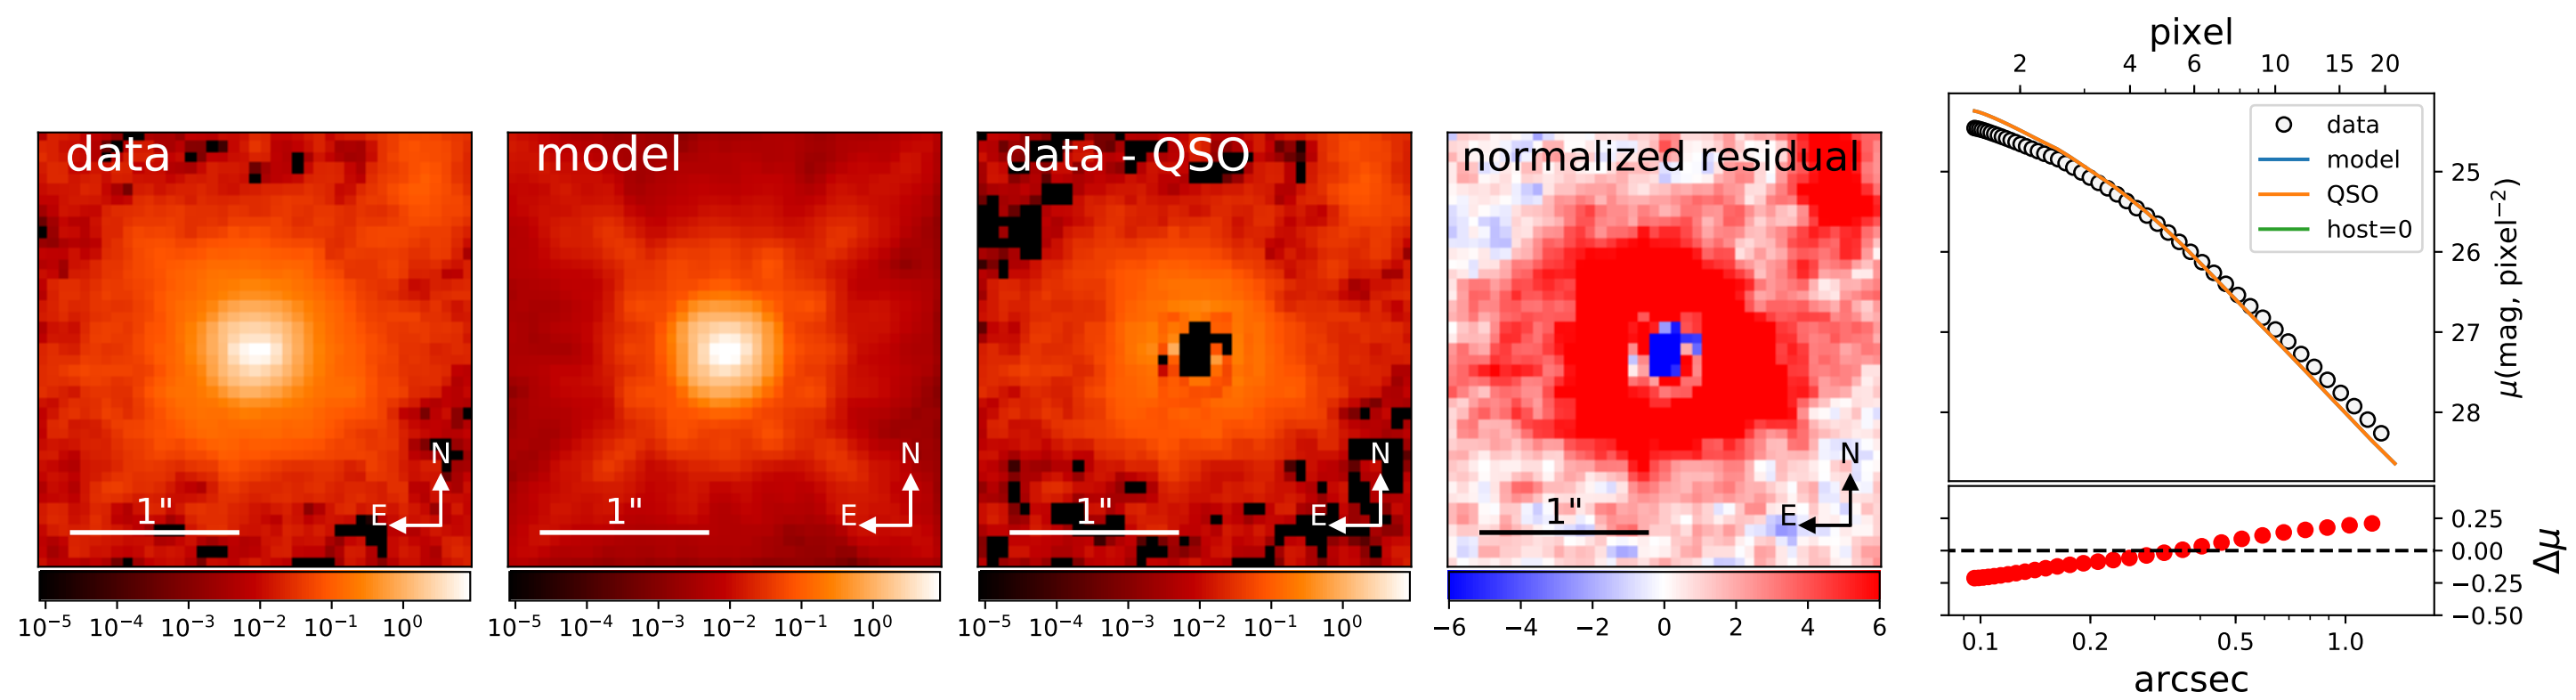 data
N
E
1"
10⁻⁵ 10⁻⁴ 10⁻³ 10⁻² 10⁻¹ 10⁰
model
N
E
1"
10⁻⁵ 10⁻⁴ 10⁻³ 10⁻² 10⁻¹ 10⁰
data - QSO
N
E
1"
10⁻⁵ 10⁻⁴ 10⁻³ 10⁻² 10⁻¹ 10⁰
normalized residual
N
E
1"
−6 −4 −2 0 2 4 6
pixel
2 4 6 10 15 20
data
model
QSO
host=0
25
26
27
28
μ(mag, pixel⁻²)
0.25
0.00
−0.25
−0.50
Δμ
0.1 0.2 0.5 1.0
arcsec